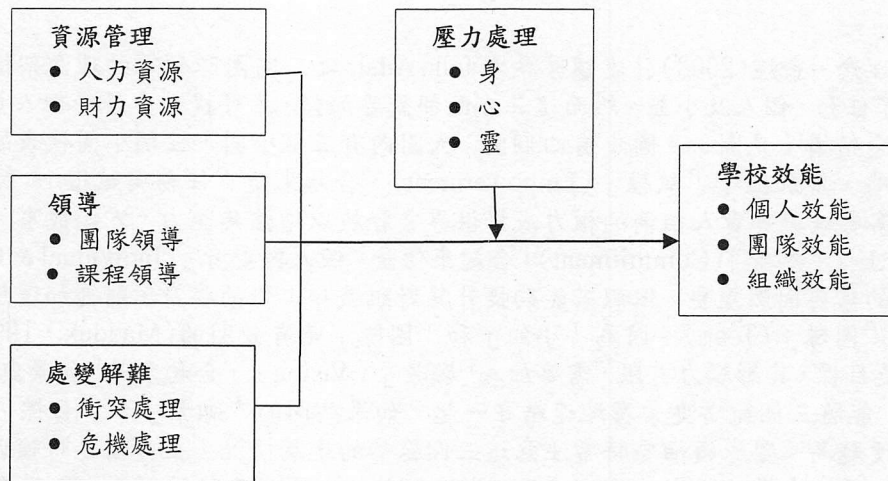 資源管理
● 人力資源
● 財力資源
壓力處理
● 身
● 心
● 靈
領導
● 團隊領導
● 課程領導
學校效能
● 個人效能
● 團隊效能
● 組織效能
處變解難
● 衝突處理
● 危機處理